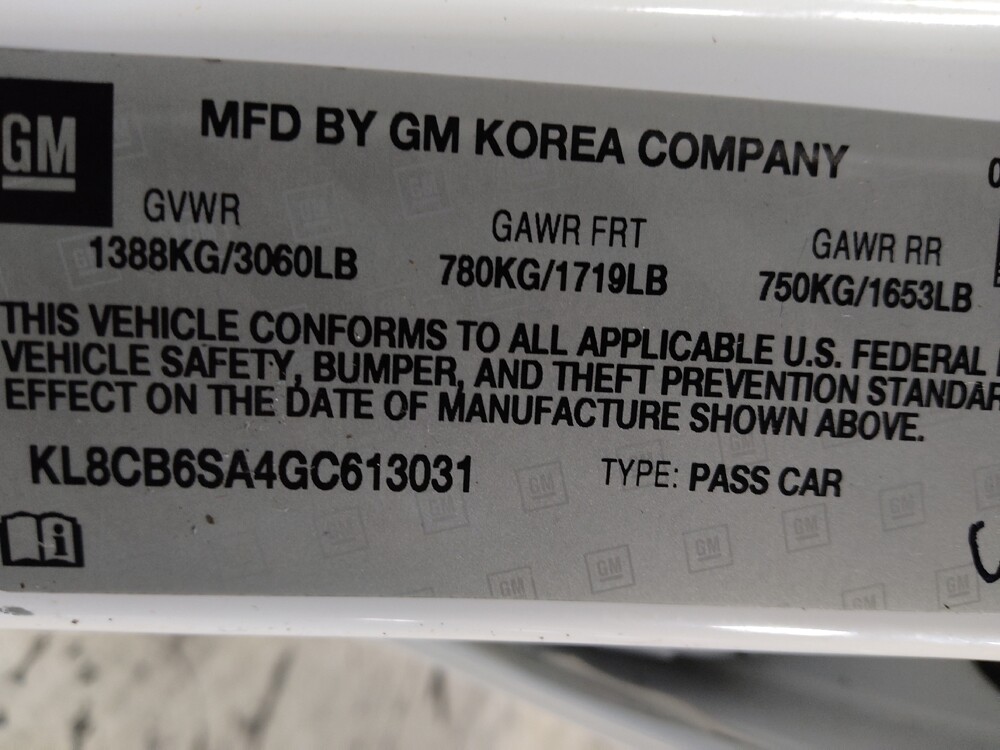 GM
MFD BY GM KOREA COMPANY
GVWR GAWR FRT GAWR RR
1388KG/3060LB 780KG/1719LB 750KG/1653LB
THIS VEHICLE CONFORMS TO ALL APPLICABLE U.S. FEDERAL
VEHICLE SAFETY, BUMPER, AND THEFT PREVENTION STANDAR
EFFECT ON THE DATE OF MANUFACTURE SHOWN ABOVE.
KL8CB6SA4GC613031 TYPE: PASS CAR